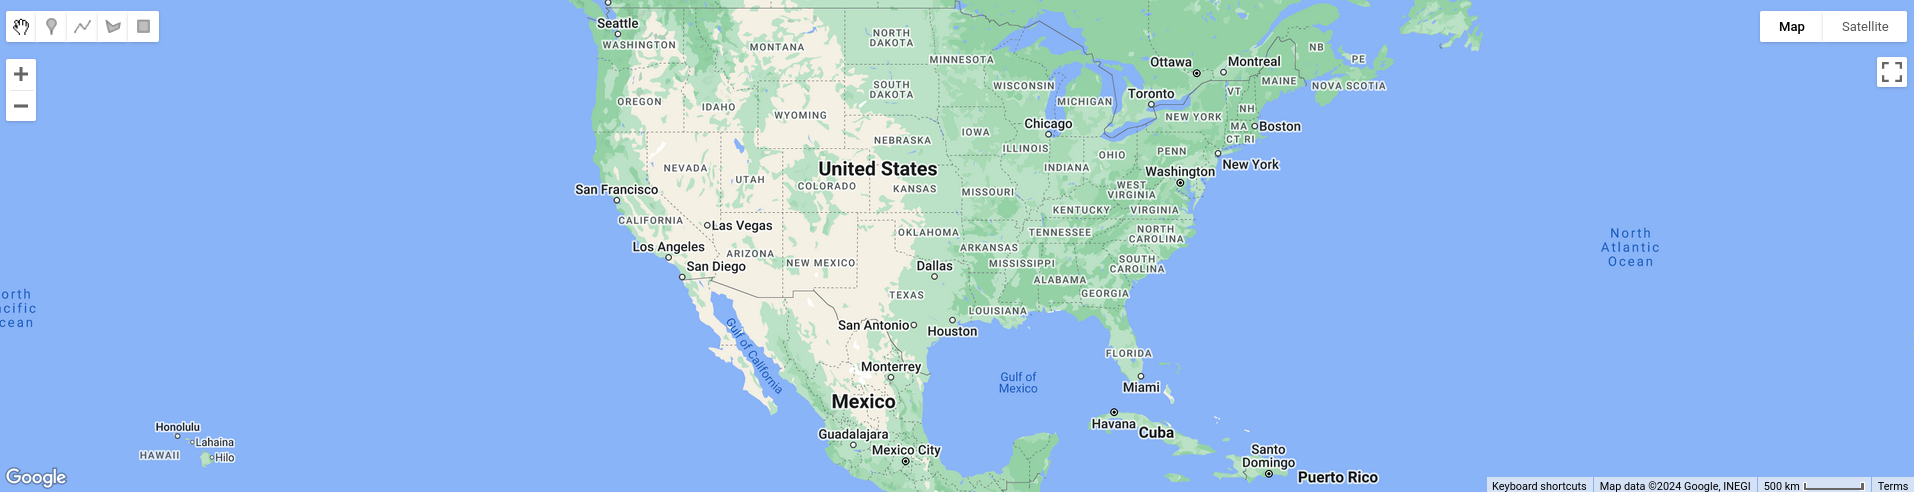 Seattle
WASHINGTON
MONTANA
NORTH
DAKOTA
MINNESOTA
Ottawa
Montreal
NB
PE
MAINE
NOVA SCOTIA
Map
Satellite
OREGON
IDAHO
SOUTH
DAKOTA
WISCONSIN
MICHIGAN
Toronto
VT
NH
WYOMING
NEW YORK
Chicago
IOWA
MA
Boston
CT RI
NEBRASKA
ILLINOIS
OHIO
PENN
NEVADA
United States
INDIANA
New York
Washington
UTAH
COLORADO
KANSAS
MISSOURI
WEST
VIRGINIA
San Francisco
CALIFORNIA
KENTUCKY
VIRGINIA
Las Vegas
OKLAHOMA
TENNESSEE
NORTH
CAROLINA
North
Atlantic
Ocean
Los Angeles
ARIZONA
NEW MEXICO
ARKANSAS
San Diego
Dallas
MISSISSIPPI
SOUTH
CAROLINA
ALABAMA
TEXAS
GEORGIA
orth
acific
cean
LOUISIANA
San Antonio
Houston
Gulf of California
FLORIDA
Monterrey
Gulf of
Mexico
Miami
Mexico
Havana
Cuba
Honolulu
Lahaina
HAWAII
Hilo
Guadalajara
Mexico City
Santo
Domingo
Puerto Rico
Google
Keyboard shortcuts
Map data ©2024 Google, INEGI
500 km
Terms